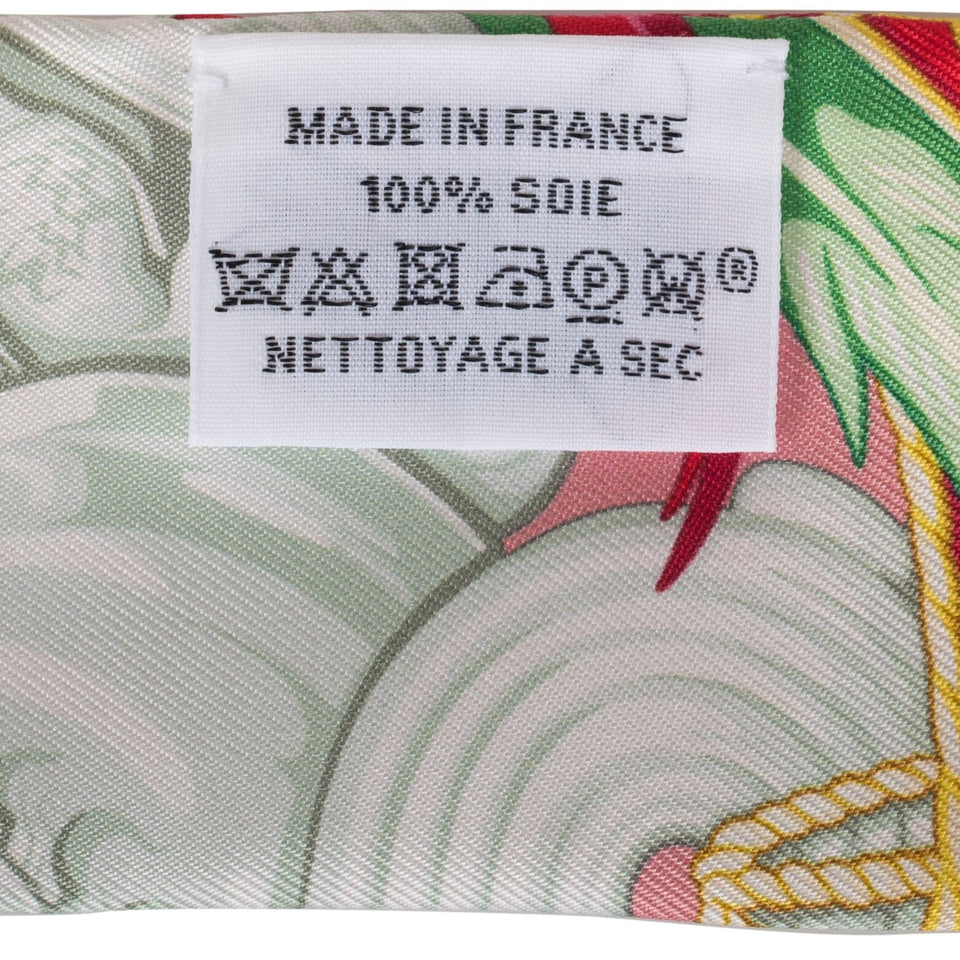 MADE IN FRANCE
100% SOIE
P ®
NETTOYAGE A SEC